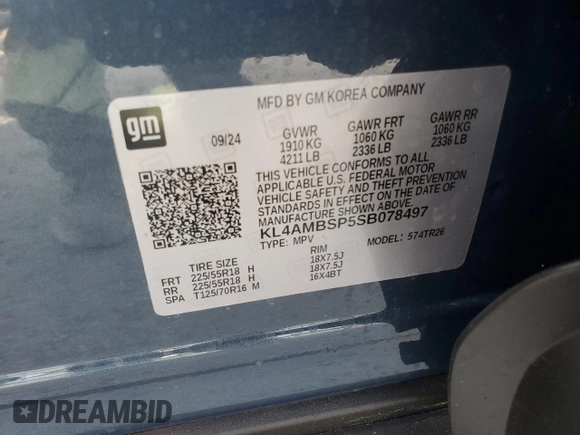 gm
MFD BY GM KOREA COMPANY
09/24
GVWR
1910 KG
4211 LB
GAWR FRT
1060 KG
2336 LB
GAWR RR
1060 KG
2336 LB
THIS VEHICLE CONFORMS TO ALL
APPLICABLE U.S. FEDERAL MOTOR
VEHICLE SAFETY AND THEFT PREVENTION
STANDARDS IN EFFECT ON THE DATE OF
MANUFACTURE SHOWN ABOVE.
KL4AMBSP5SB078497
TYPE: MPV
MODEL: 574TR26
TIRE SIZE
RIM
FRT 225/55R18 H 18X7.5J
RR 225/55R18 H 18X7.5J
SPA T125/70R16 M 16X4BT
DREAMBID